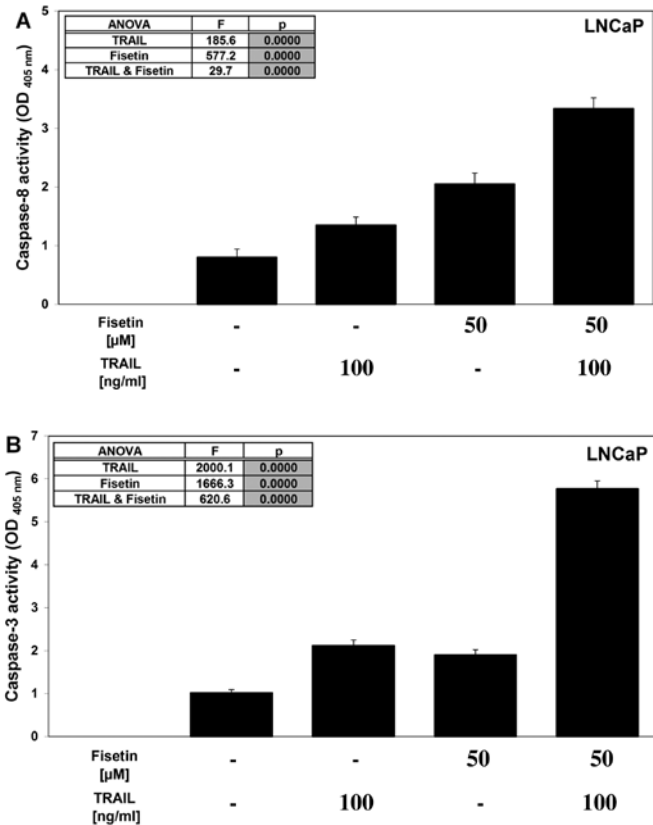 A
ANOVA F p
TRAIL 185.6 0.0000
Fisetin 577.2 0.0000
TRAIL & Fisetin 29.7 0.0000
LNCaP
Caspase-8 activity (OD 405 nm)
5
4
3
2
1
0
Fisetin - - 50 50
[µM]
TRAIL - 100 - 100
[ng/ml]
B
ANOVA F p
TRAIL 2000.1 0.0000
Fisetin 1666.3 0.0000
TRAIL & Fisetin 620.6 0.0000
LNCaP
Caspase-3 activity (OD 405 nm)
7
6
5
4
3
2
1
0
Fisetin - - 50 50
[µM]
TRAIL - 100 - 100
[ng/ml]